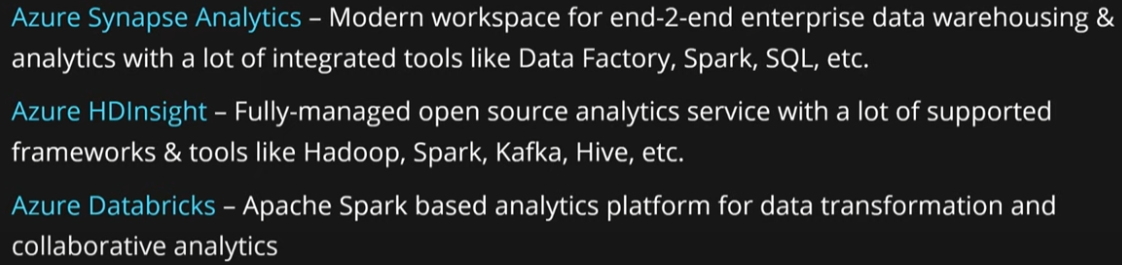 Azure Synapse Analytics – Modern workspace for end-2-end enterprise data warehousing &
analytics with a lot of integrated tools like Data Factory, Spark, SQL, etc.
Azure HDInsight – Fully-managed open source analytics service with a lot of supported
frameworks & tools like Hadoop, Spark, Kafka, Hive, etc.
Azure Databricks – Apache Spark based analytics platform for data transformation and
collaborative analytics